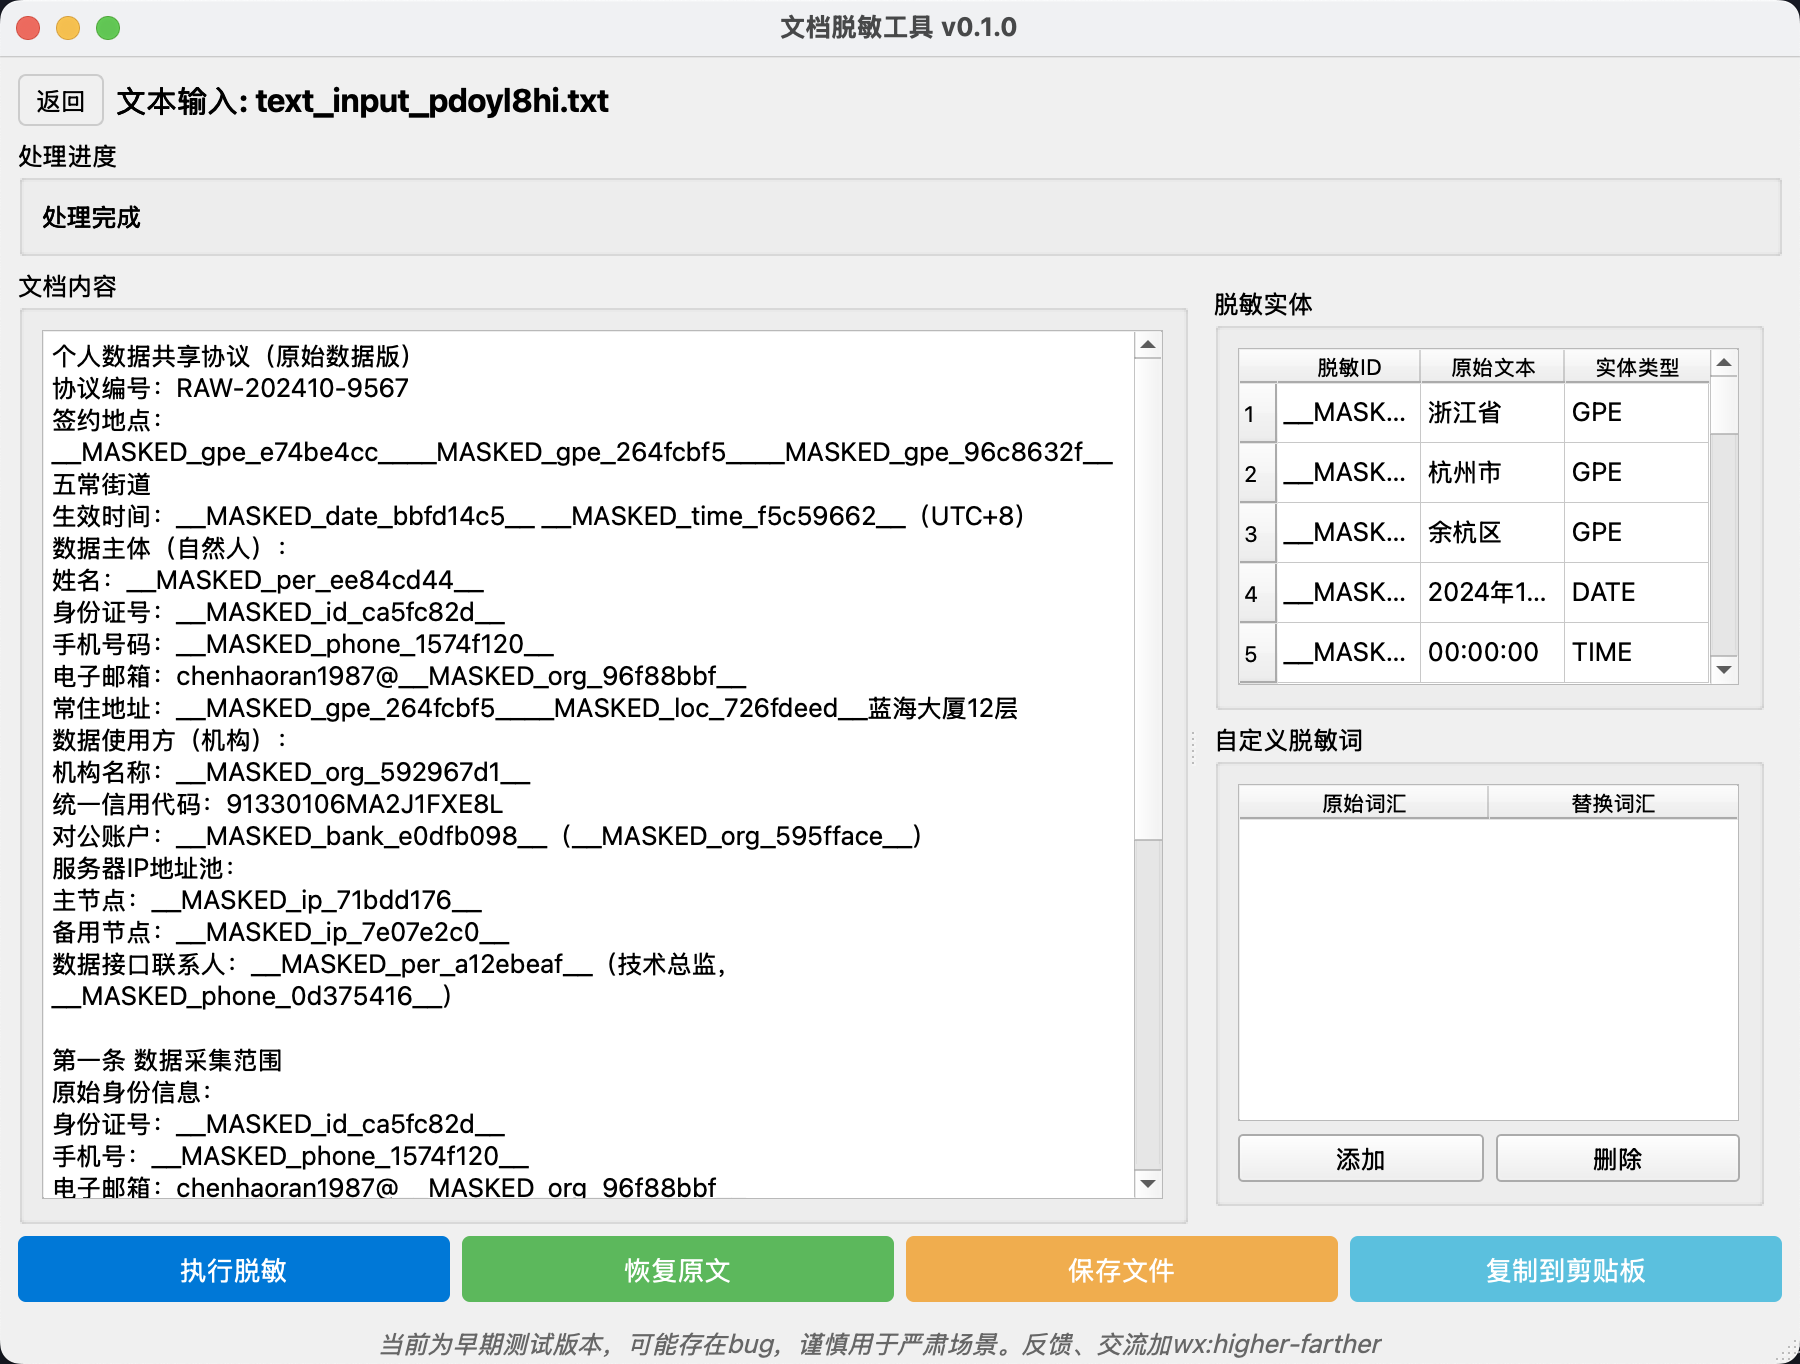 文档脱敏工具 v0.1.0
返回 文本输入: text_input_pdoyl8hi.txt
处理进度
处理完成
文档内容
个人数据共享协议（原始数据版）
协议编号：RAW-202410-9567
签约地点：
__MASKED_gpe_e74be4cc____MASKED_gpe_264fcbf5____MASKED_gpe_96c8632f__
五常街道
生效时间：__MASKED_date_bbfd14c5__ __MASKED_time_f5c59662__（UTC+8）
数据主体（自然人）：
姓名：__MASKED_per_ee84cd44__
身份证号：__MASKED_id_ca5fc82d__
手机号码：__MASKED_phone_1574f120__
电子邮箱：chenhaoran1987@__MASKED_org_96f88bbf__
常住地址：__MASKED_gpe_264fcbf5____MASKED_loc_726fdeed__蓝海大厦12层
数据使用方（机构）：
机构名称：__MASKED_org_592967d1__
统一信用代码：91330106MA2J1FXE8L
对公账户：__MASKED_bank_e0dfb098__（__MASKED_org_595fface__）
服务器IP地址池：
主节点：__MASKED_ip_71bdd176__
备用节点：__MASKED_ip_7e07e2c0__
数据接口联系人：__MASKED_per_a12ebeaf__（技术总监，
__MASKED_phone_0d375416__）
第一条 数据采集范围
原始身份信息：
身份证号：__MASKED_id_ca5fc82d__
手机号：__MASKED_phone_1574f120__
电子邮箱：chenhaoran1987@__MASKED_org_96f88bbf
脱敏实体
脱敏ID 原始文本 实体类型
1 __MASK... 浙江省 GPE
2 __MASK... 杭州市 GPE
3 __MASK... 余杭区 GPE
4 __MASK... 2024年1... DATE
5 __MASK... 00:00:00 TIME
自定义脱敏词
原始词汇 替换词汇
添加 删除
执行脱敏 恢复原文 保存文件 复制到剪贴板
当前为早期测试版本，可能存在bug，谨慎用于严肃场景。反馈、交流加wx:higher-farther